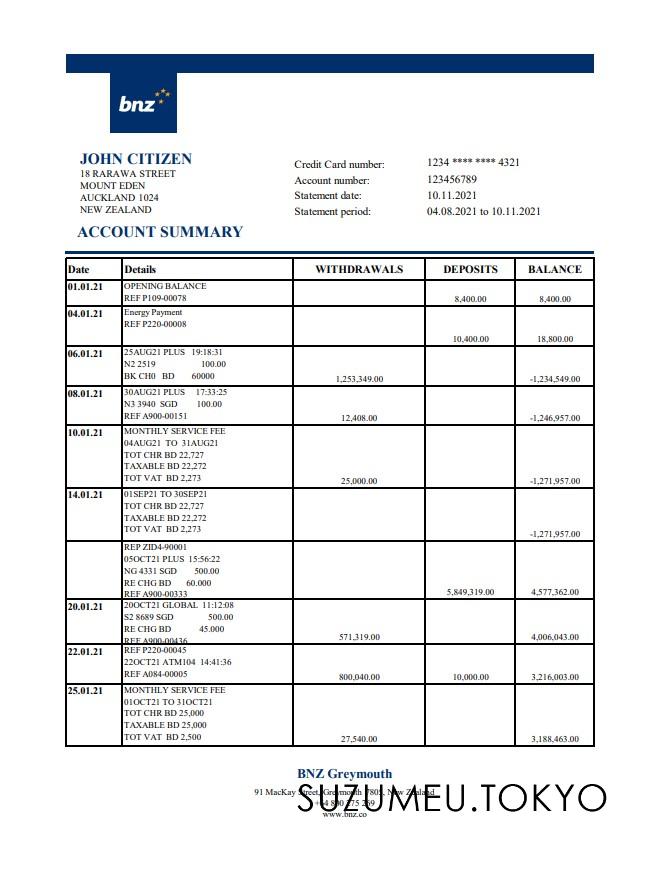 bnz
JOHN CITIZEN
18 RARAWA STREET
MOUNT EDEN
AUCKLAND 1024
NEW ZEALAND
Credit Card number: 1234 **** **** 4321
Account number: 123456789
Statement date: 10.11.2021
Statement period: 04.08.2021 to 10.11.2021
ACCOUNT SUMMARY
Date Details WITHDRAWALS DEPOSITS BALANCE
01.01.21 OPENING BALANCE
REF P109-00078 8,400.00 8,400.00
04.01.21 Energy Payment
REF P220-00008
10,400.00 18,800.00
06.01.21 25AUG21 PLUS 19:18:31
N2 2519 100.00
BK CH0 BD 60000 1,253,349.00 -1,234,549.00
08.01.21 30AUG21 PLUS 17:33:25
N3 3940 SGD 100.00
REF A900-00151 12,408.00 -1,246,957.00
10.01.21 MONTHLY SERVICE FEE
04AUG21 TO 31AUG21
TOT CHR BD 22,727
TAXABLE BD 22,272
TOT VAT BD 2,273 25,000.00 -1,271,957.00
14.01.21 01SEP21 TO 30SEP21
TOT CHR BD 22,727
TAXABLE BD 22,272
TOT VAT BD 2,273 -1,271,957.00
REP ZID4-90001
05OCT21 PLUS 15:56:22
NG 4331 SGD 500.00
RE CHG BD 60.000
REF A900-00333 5,849,319.00 4,577,362.00
20.01.21 20OCT21 GLOBAL 11:12:08
S2 8689 SGD 500.00
RE CHG BD 45.000
REF A900-00436 571,319.00 4,006,043.00
22.01.21 REF P220-00045
22OCT21 ATM104 14:41:36
REF A084-00005 800,040.00 10,000.00 3,216,003.00
25.01.21 MONTHLY SERVICE FEE
01OCT21 TO 31OCT21
TOT CHR BD 25,000
TAXABLE BD 25,000
TOT VAT BD 2,500 27,540.00 3,188,463.00
BNZ Greymouth
91 MacKay Street, Greymouth 7805, New Zealand
SUZUMEU.TOKYO
www.bnz.co